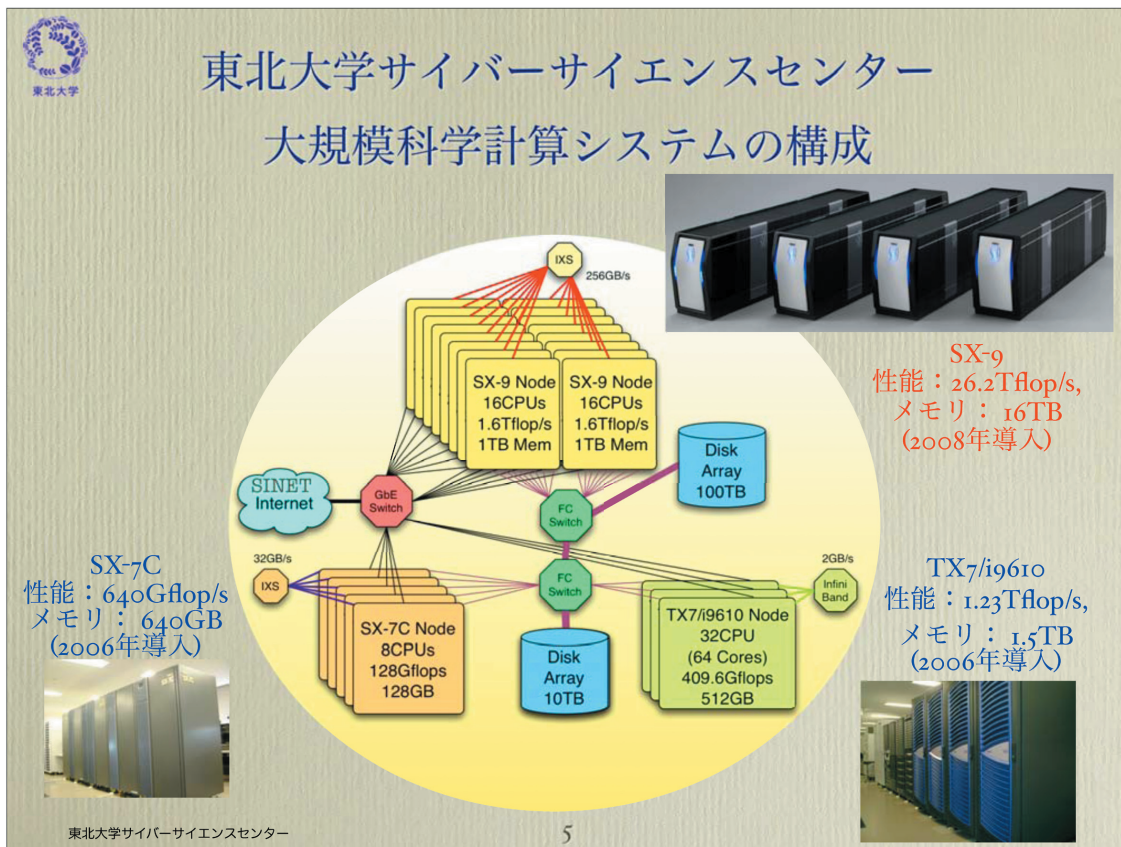 東北大学
東北大学サイバーサイエンスセンター
大規模科学計算システムの構成
IXS
256GB/s
SX-9 Node
16CPUs
1.6Tflop/s
1TB Mem
SX-9 Node
16CPUs
1.6Tflop/s
1TB Mem
SX-9
性能：26.2Tflop/s,
メモリ： 16TB
(2008年導入)
Disk
Array
100TB
SINET
Internet
GbE
Switch
FC
Switch
SX-7C
性能：640Gflop/s
メモリ： 640GB
(2006年導入)
32GB/s
IXS
SX-7C Node
8CPUs
128Gflops
128GB
FC
Switch
Disk
Array
10TB
TX7/i9610 Node
32CPU
(64 Cores)
409.6Gflops
512GB
2GB/s
Infini
Band
TX7/i9610
性能：1.23Tflop/s,
メモリ： 1.5TB
(2006年導入)
東北大学サイバーサイエンスセンター
5